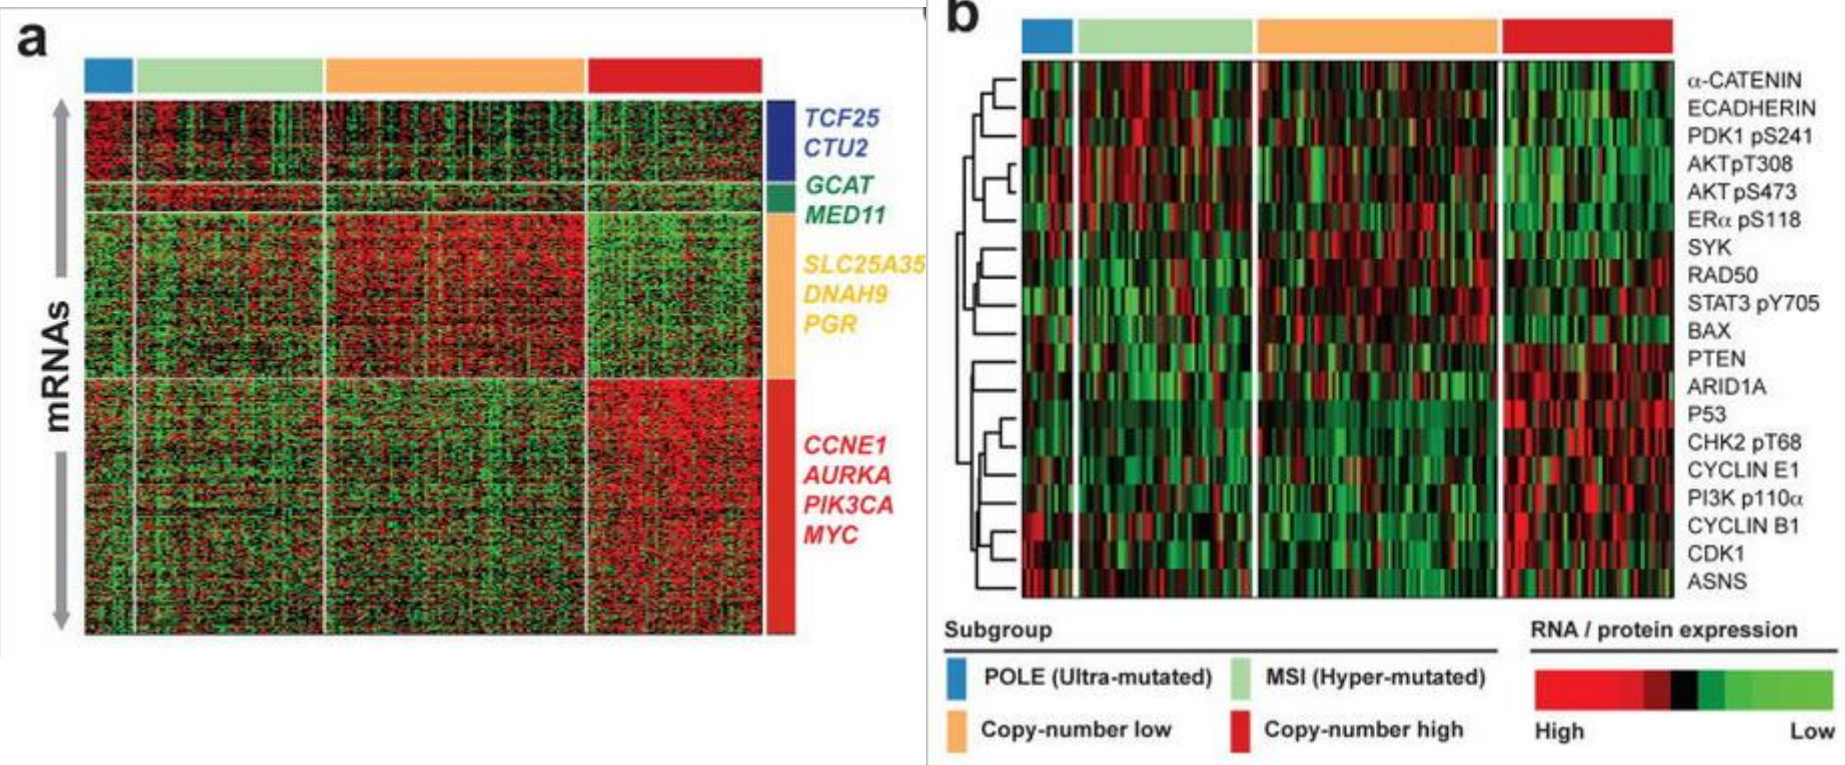 a
mRNAs
TCF25
CTU2
GCAT
MED11
SLC25A35
DNAH9
PGR
CCNE1
AURKA
PIK3CA
MYC
b
α-CATENIN
ECADHERIN
PDK1 pS241
AKTpT308
AKT pS473
ERα pS118
SYK
RAD50
STAT3 pY705
BAX
PTEN
ARID1A
P53
CHK2 pT68
CYCLIN E1
PI3K p110α
CYCLIN B1
CDK1
ASNS
Subgroup
POLE (Ultra-mutated)
MSI (Hyper-mutated)
Copy-number low
Copy-number high
RNA / protein expression
High
Low